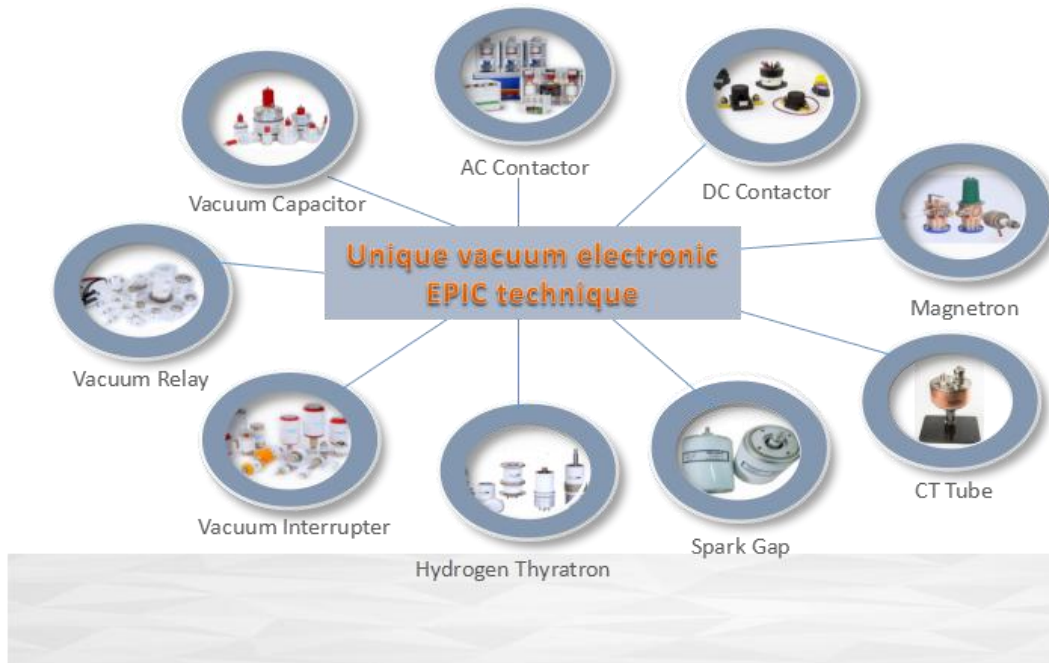 AC Contactor
Vacuum Capacitor
DC Contactor
Unique vacuum electronic
EPIC technique
Magnetron
Vacuum Relay
CT Tube
Vacuum Interrupter
Spark Gap
Hydrogen Thyratron